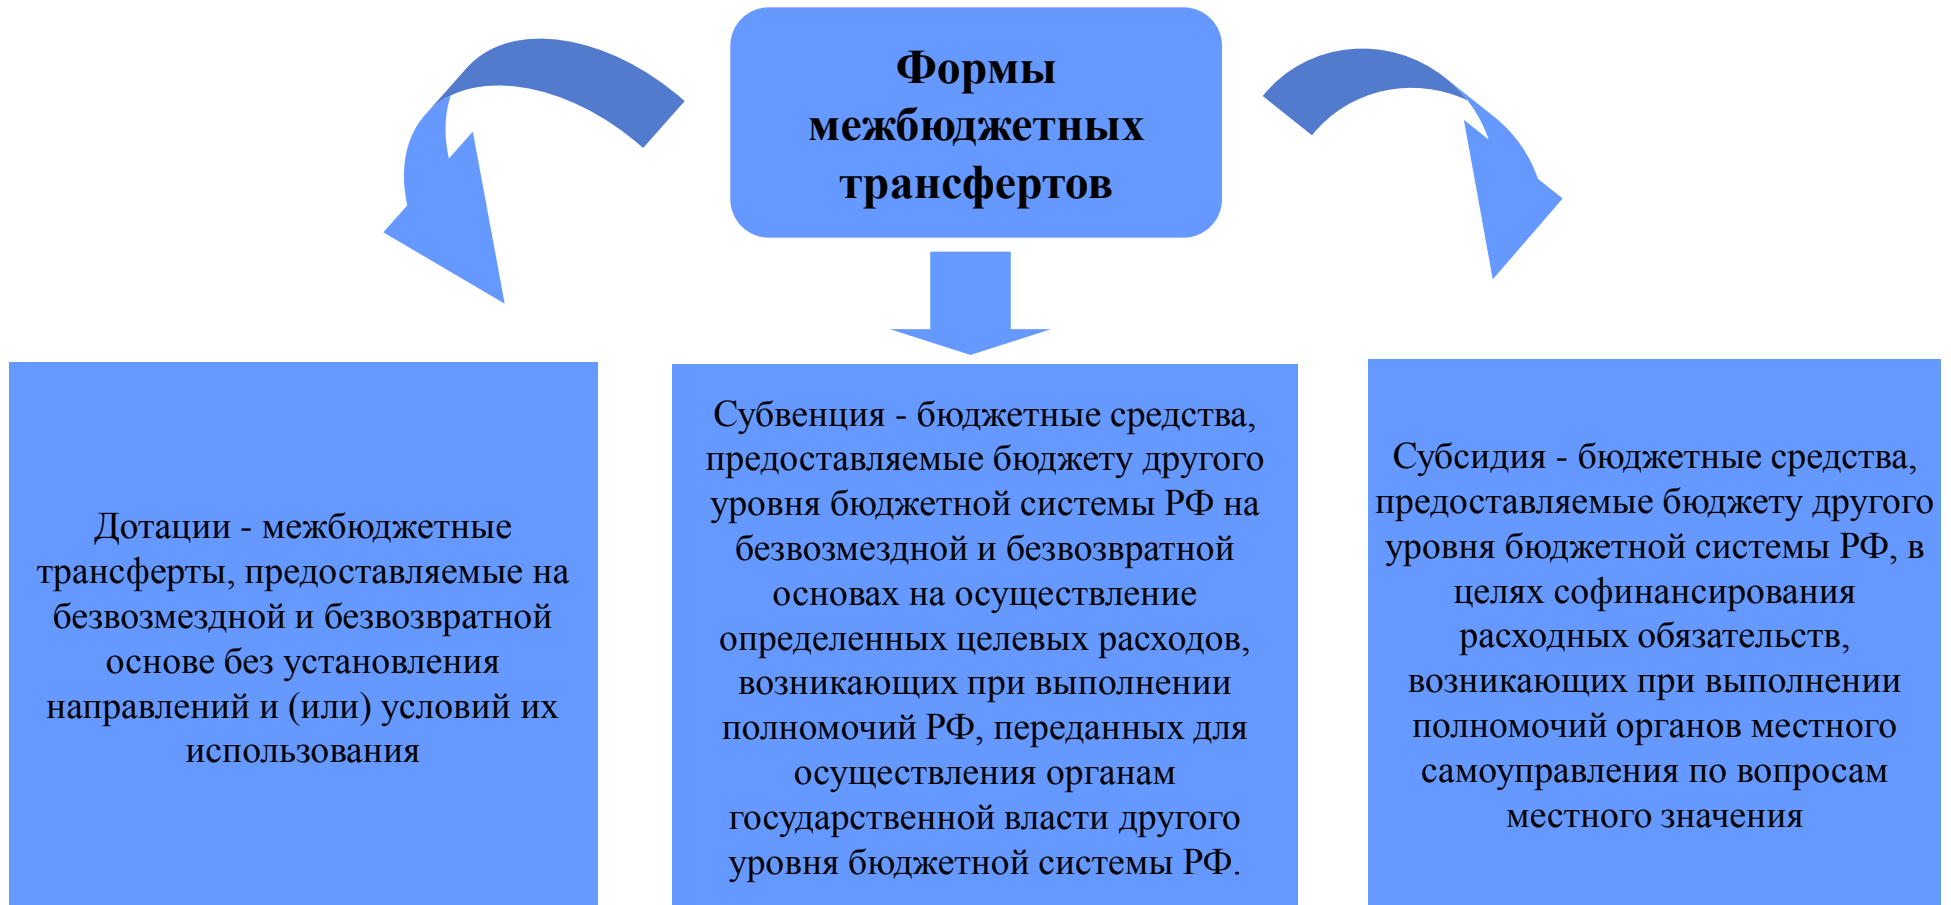 Формы
межбюджетных
трансфертов
Дотации - межбюджетные
трансферты, предоставляемые на
безвозмездной и безвозвратной
основе без установления
направлений и (или) условий их
использования
Субвенция - бюджетные средства,
предоставляемые бюджету другого
уровня бюджетной системы РФ на
безвозмездной и безвозвратной
основах на осуществление
определенных целевых расходов,
возникающих при выполнении
полномочий РФ, переданных для
осуществления органам
государственной власти другого
уровня бюджетной системы РФ.
Субсидия - бюджетные средства,
предоставляемые бюджету другого
уровня бюджетной системы РФ, в
целях софинансирования
расходных обязательств,
возникающих при выполнении
полномочий органов местного
самоуправления по вопросам
местного значения